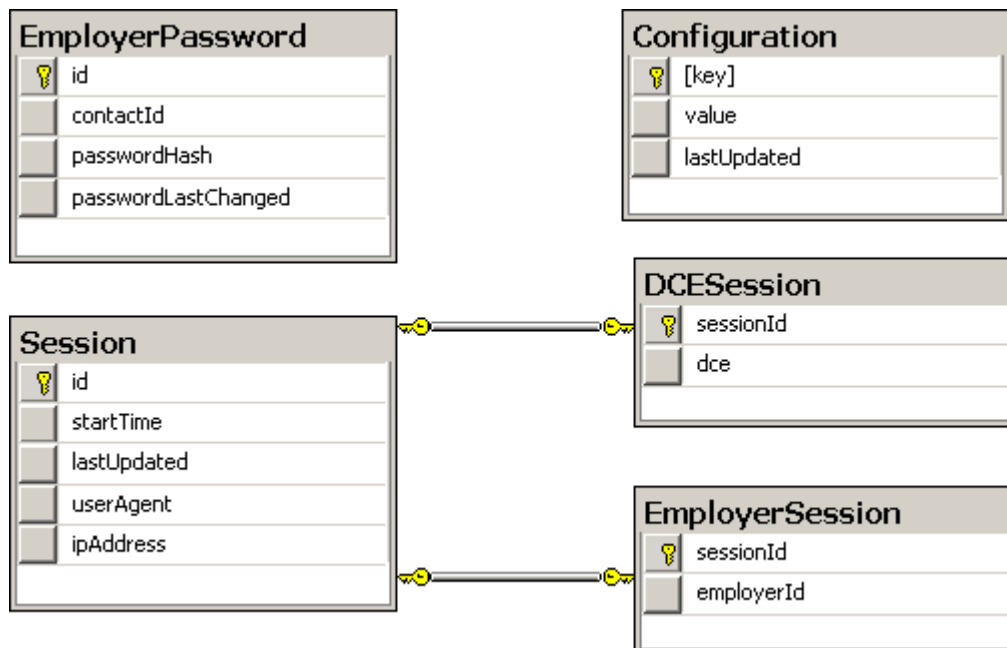 EmployerPassword
id
contactId
passwordHash
passwordLastChanged
Configuration
[key]
value
lastUpdated
Session
id
startTime
lastUpdated
userAgent
ipAddress
DCESession
sessionId
dce
EmployerSession
sessionId
employerId